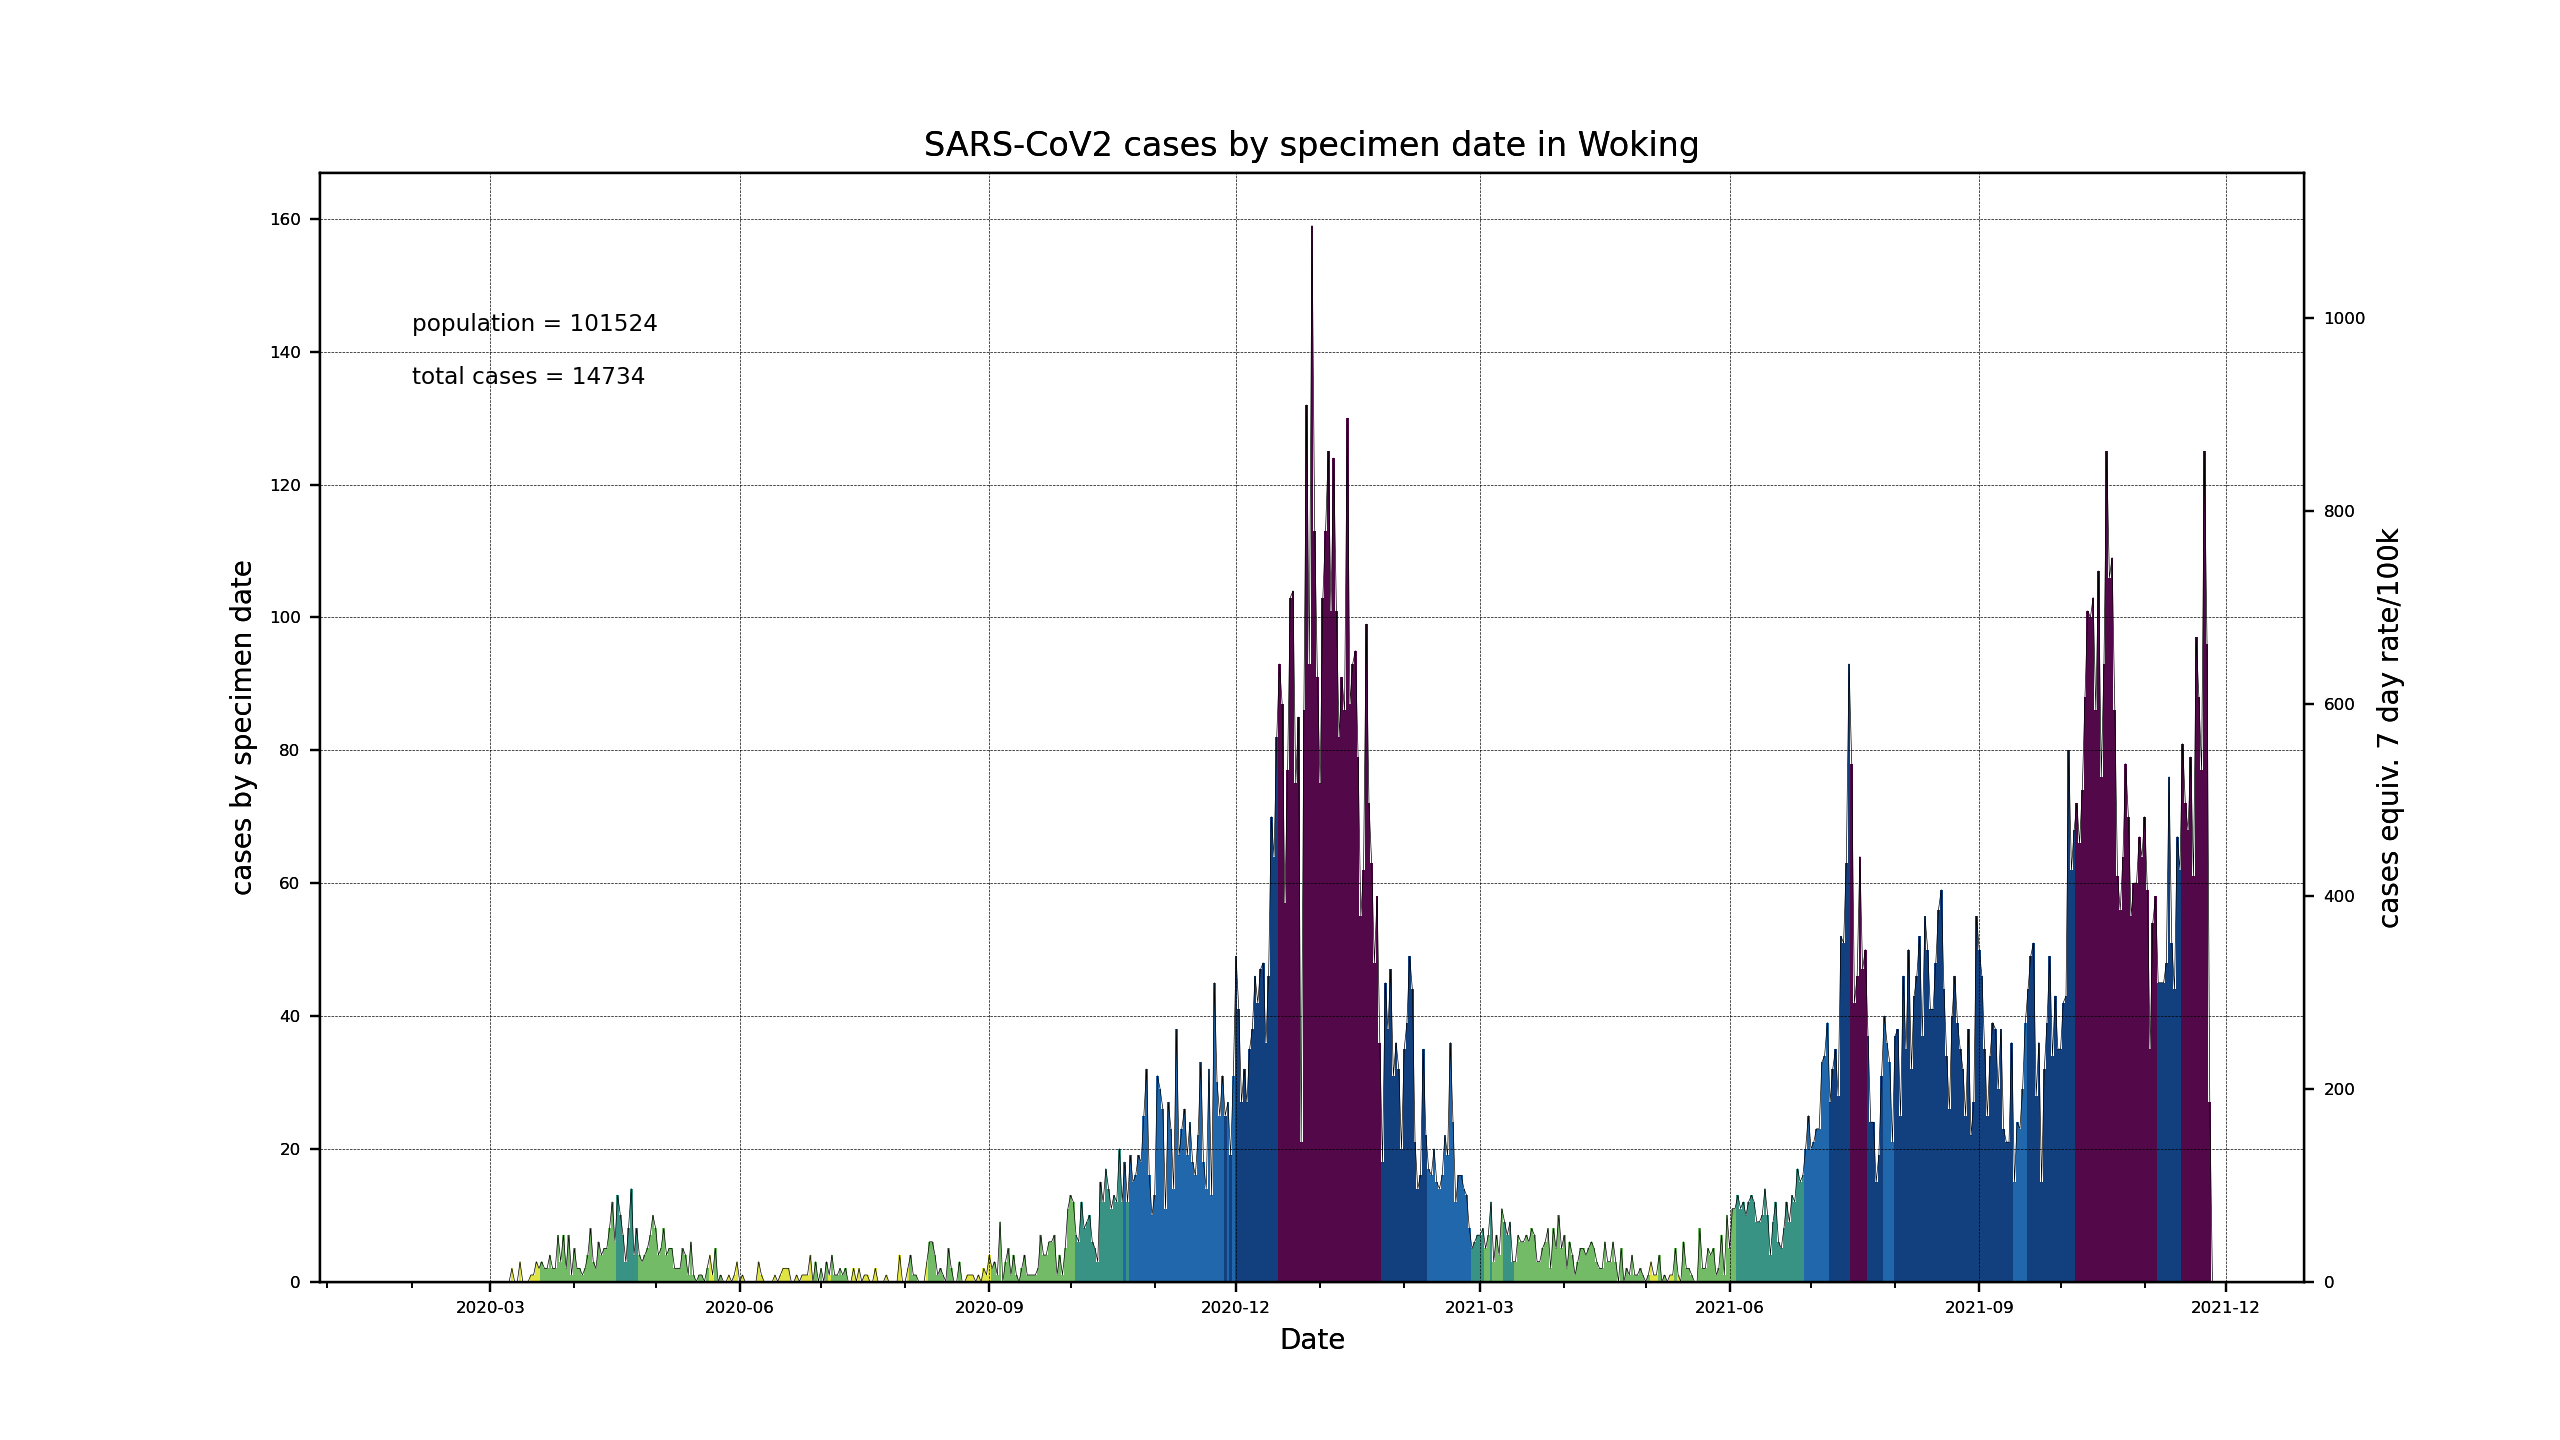 SARS-CoV2 cases by specimen date in Woking
population = 101524
total cases = 14734
cases by specimen date
160
140
120
100
80
60
40
20
0
cases equiv. 7 day rate/100k
1000
800
600
400
200
0
2020-03 2020-06 2020-09 2020-12 2021-03 2021-06 2021-09 2021-12
Date